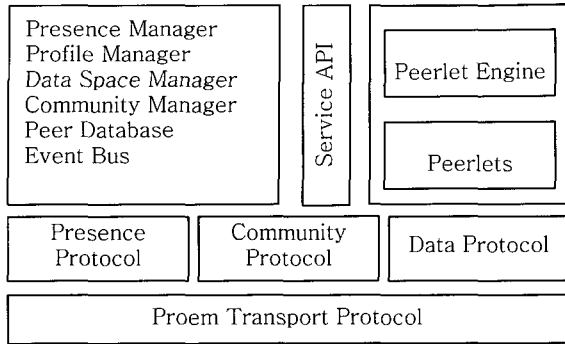 Presence Manager
Profile Manager
Data Space Manager
Community Manager
Peer Database
Event Bus
Service API
Peerlet Engine
Peerlets
Presence
Protocol
Community
Protocol
Data Protocol
Proem Transport Protocol